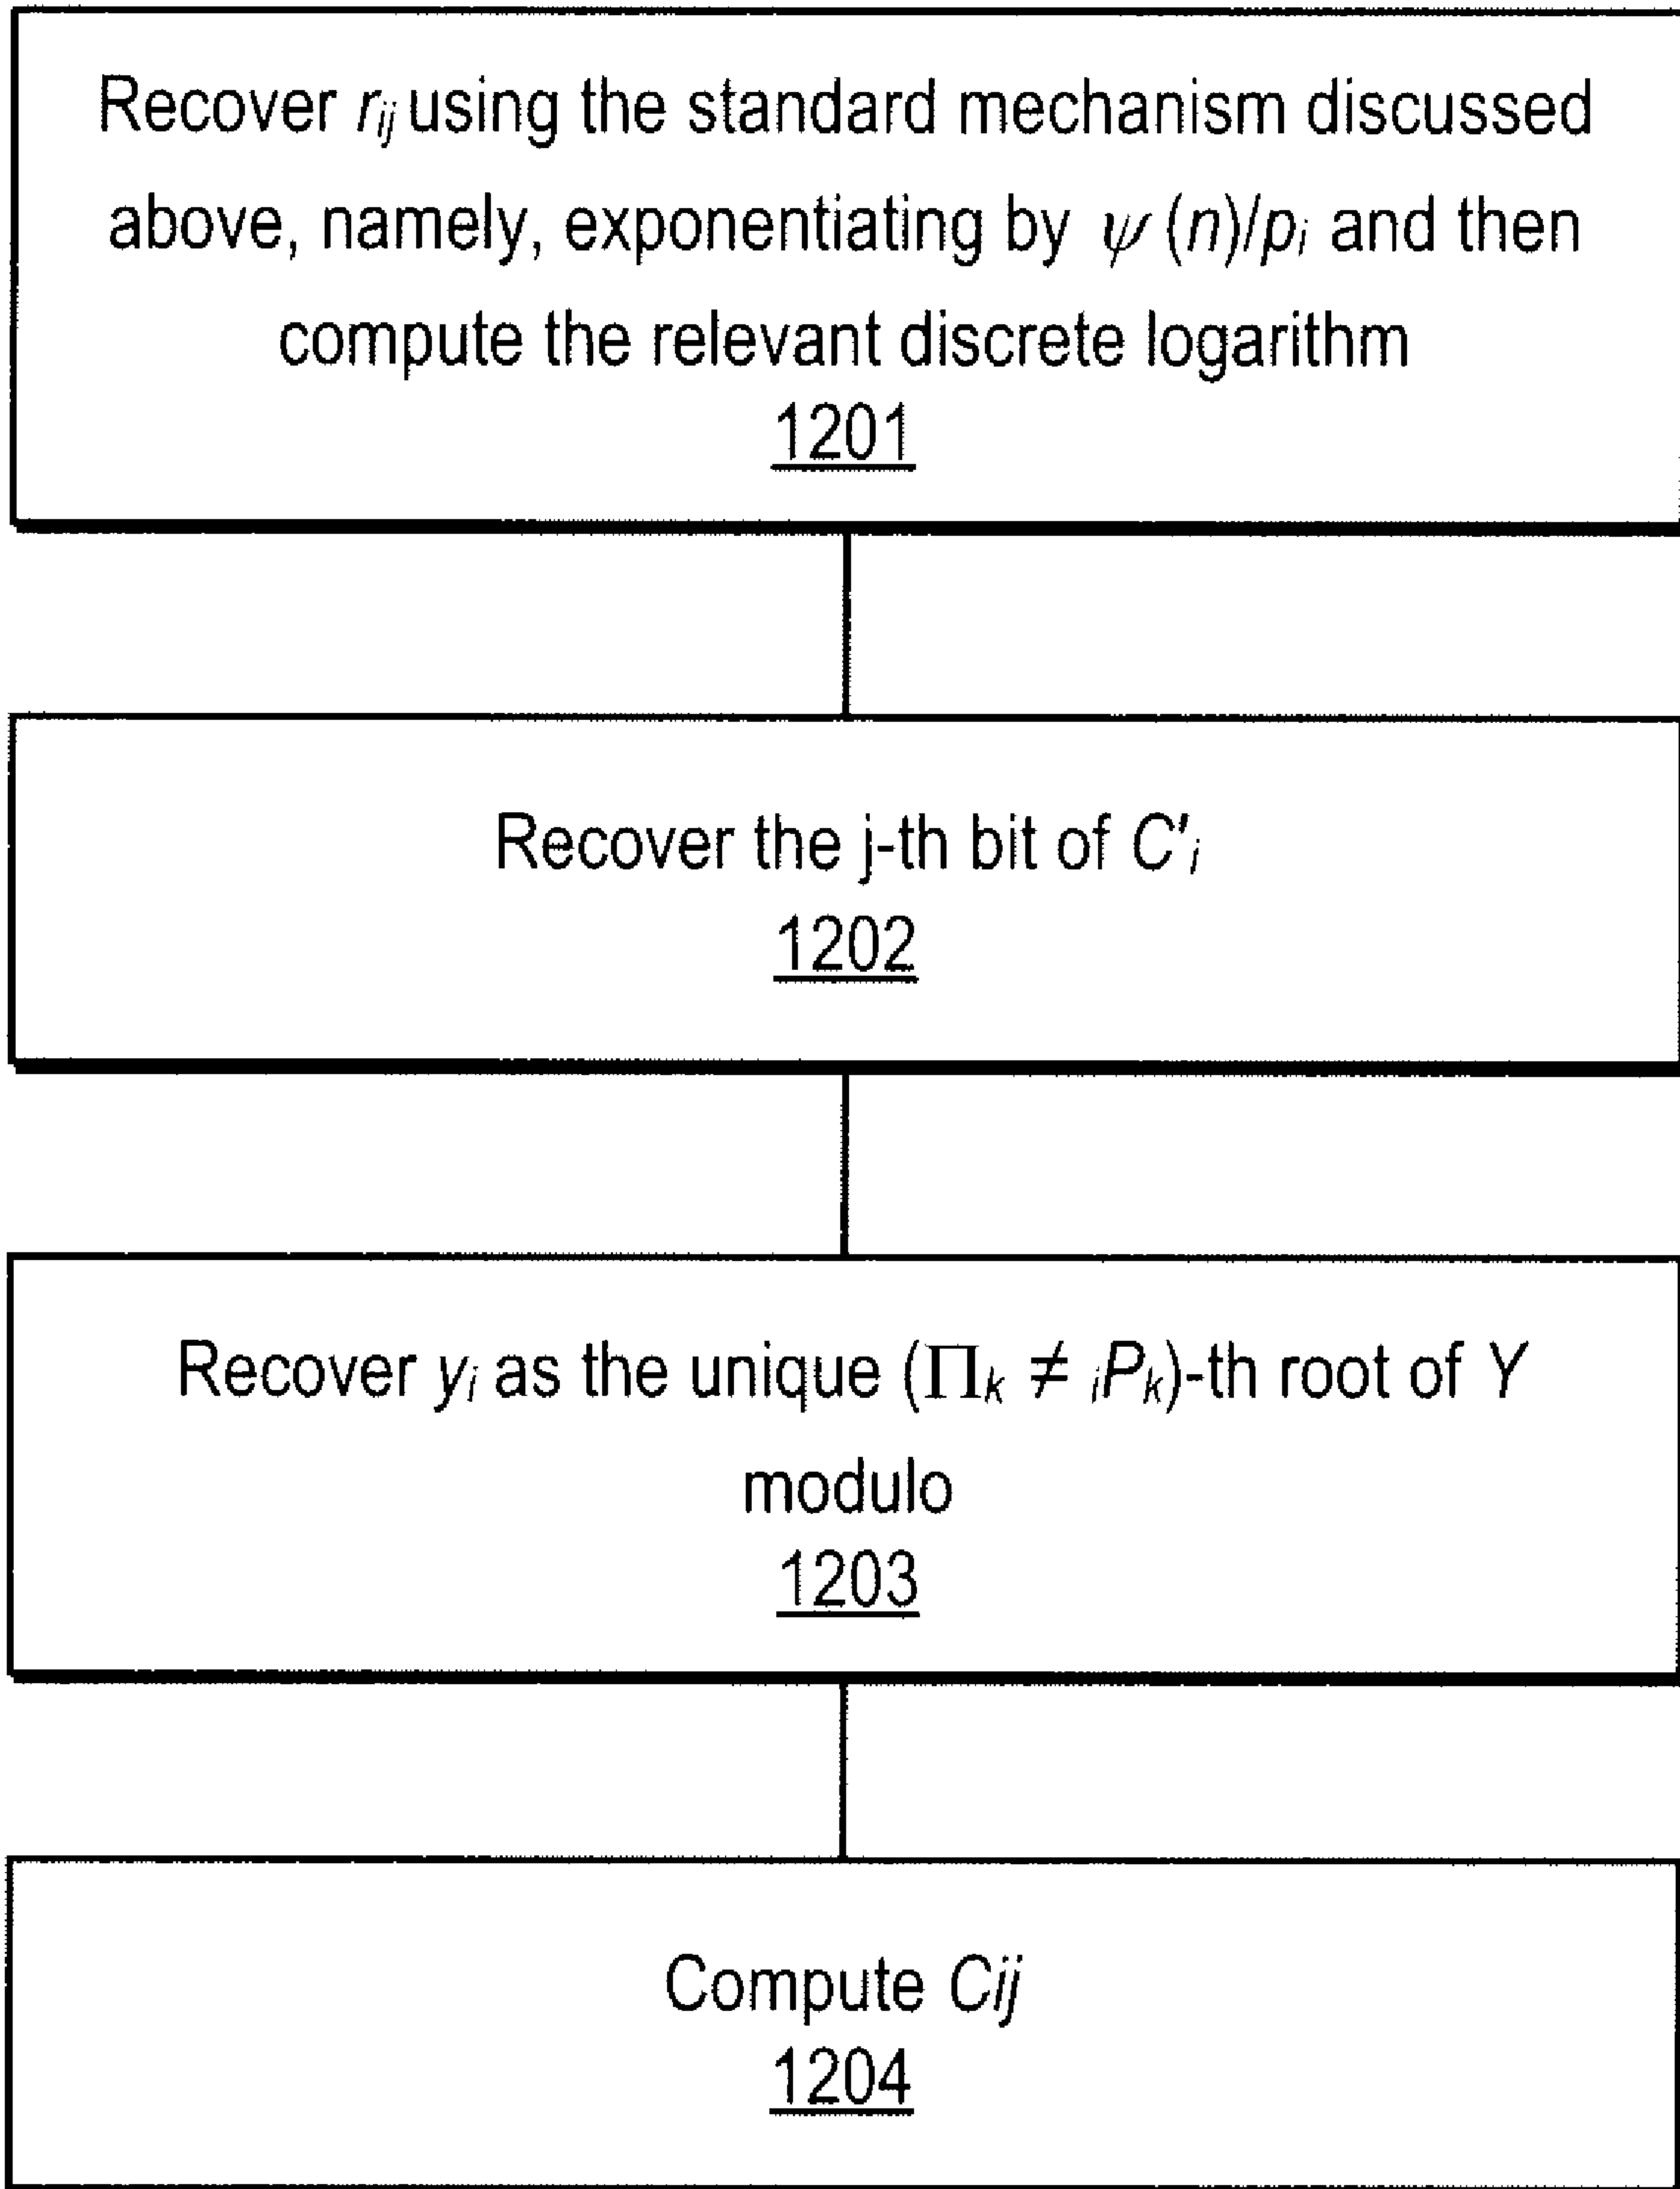 Recover rij using the standard mechanism discussed
above, namely, exponentiating by ψ (n)/pi and then
compute the relevant discrete logarithm
1201
Recover the j-th bit of C'i
1202
Recover yi as the unique (Πk ≠ iPk)-th root of Y
modulo
1203
Compute Cij
1204